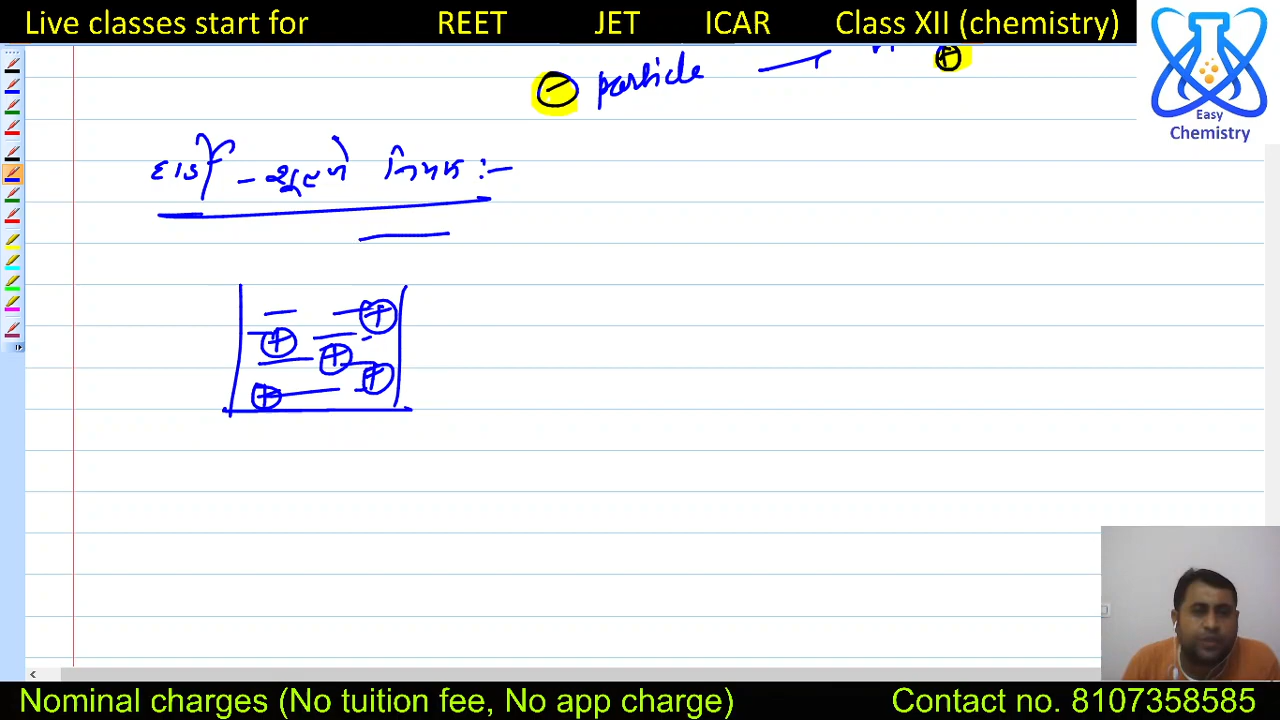 Live classes start for REET JET ICAR Class XII (chemistry)
Easy
Chemistry
⊖ particle ⊕
हार्डी - शुल्जे नियम :-
Nominal charges (No tuition fee, No app charge) Contact no. 8107358585